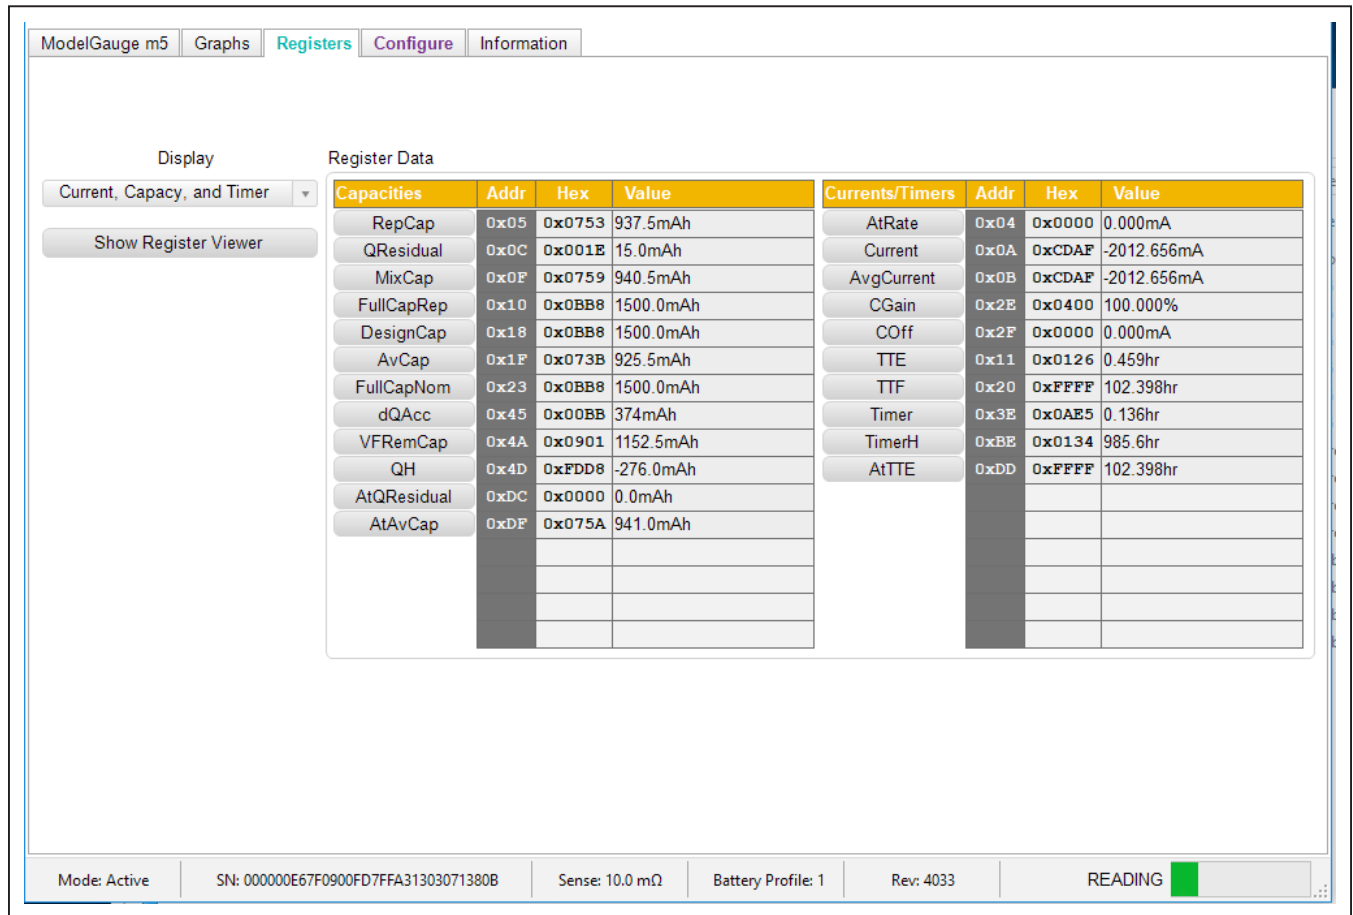 ModelGauge m5 Graphs Registers Configure Information
Display Register Data
Current, Capacy, and Timer
Show Register Viewer
Capacities Addr Hex Value Currents/Timers Addr Hex Value
RepCap 0x05 0x0753 937.5mAh AtRate 0x04 0x0000 0.000mA
QResidual 0x0C 0x001E 15.0mAh Current 0x0A 0xCDAF -2012.656mA
MixCap 0x0F 0x0759 940.5mAh AvgCurrent 0x0B 0xCDAF -2012.656mA
FullCapRep 0x10 0x0BB8 1500.0mAh CGain 0x2E 0x0400 100.000%
DesignCap 0x18 0x0BB8 1500.0mAh COff 0x2F 0x0000 0.000mA
AvCap 0x1F 0x073B 925.5mAh TTE 0x11 0x0126 0.459hr
FullCapNom 0x23 0x0BB8 1500.0mAh TTF 0x20 0xFFFF 102.398hr
dQAcc 0x45 0x00BB 374mAh Timer 0x3E 0x0AE5 0.136hr
VFRemCap 0x4A 0x0901 1152.5mAh TimerH 0xBE 0x0134 985.6hr
QH 0x4D 0xFDD8 -276.0mAh AtTTE 0xDD 0xFFFF 102.398hr
AtQResidual 0xDC 0x0000 0.0mAh
AtAvCap 0xDF 0x075A 941.0mAh
Mode: Active SN: 000000E67F0900FD7FFA31303071380B Sense: 10.0 mΩ Battery Profile: 1 Rev: 4033 READING